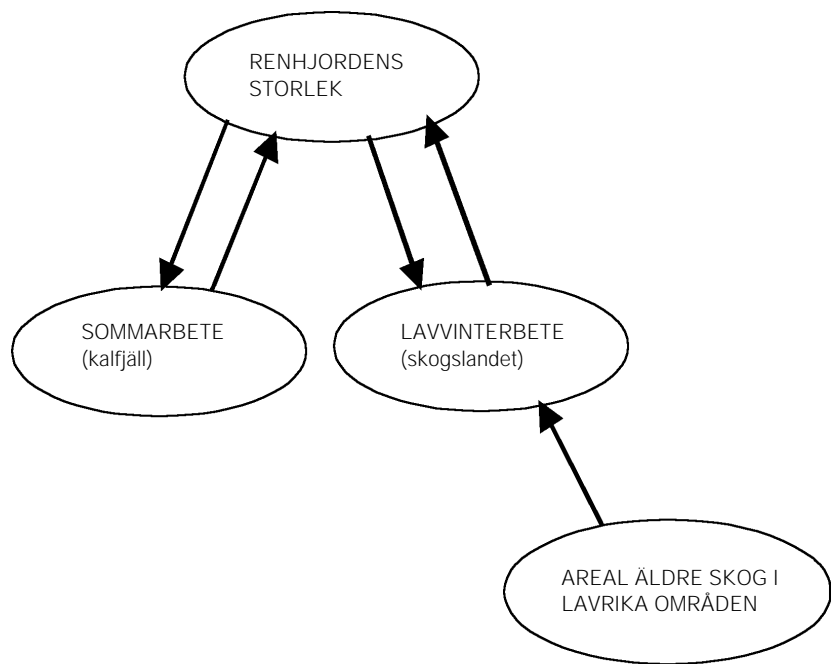 RENHJORDENS
STORLEK
SOMMARBETE
(kalfjäll)
LAVVINTERBETE
(skogslandet)
AREAL ÄLDRE SKOG I
LAVRIKA OMRÅDEN